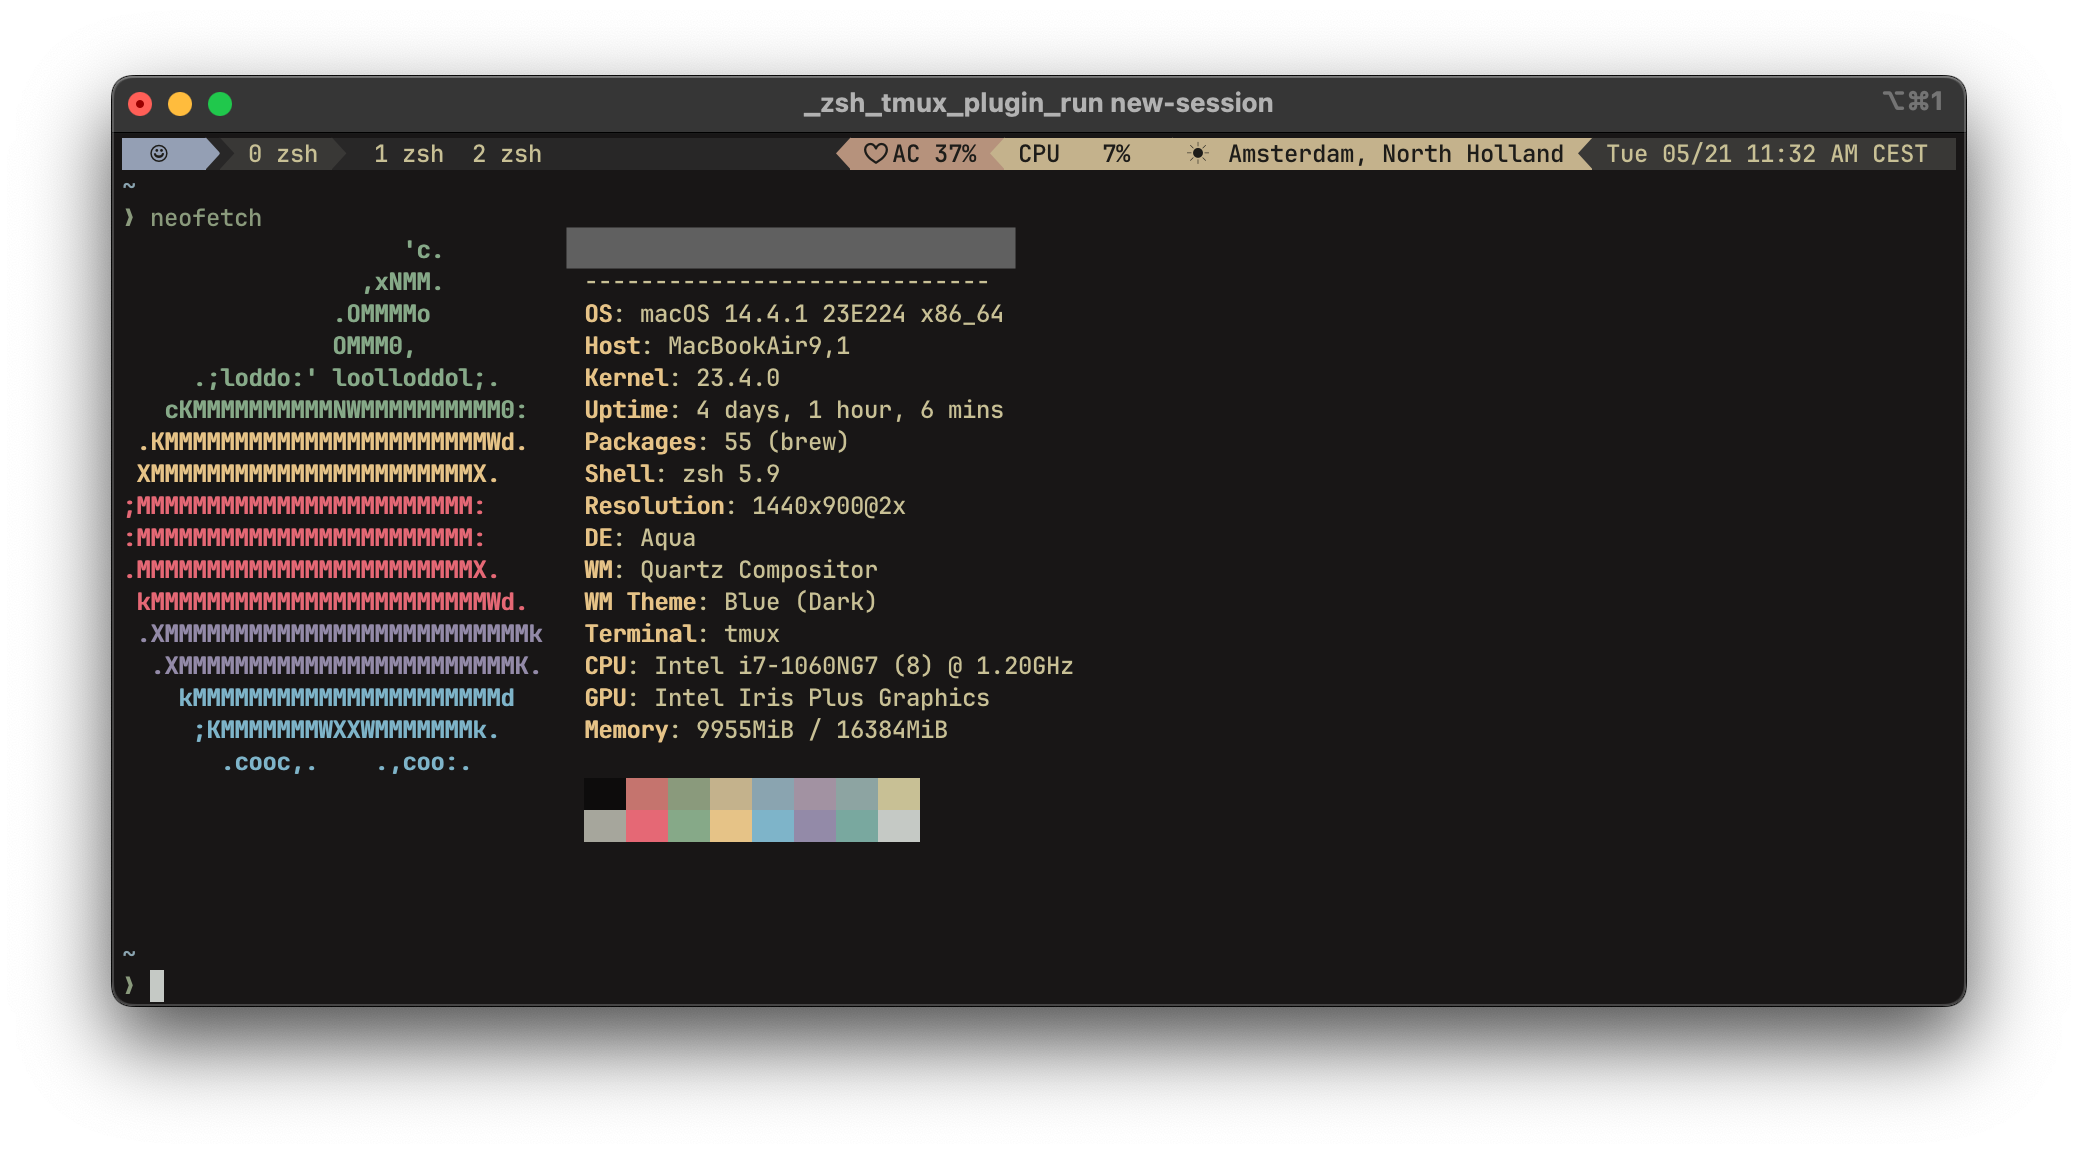 _zsh_tmux_plugin_run new-session ⌥⌘1
☺ 0 zsh 1 zsh 2 zsh ♡AC 37% CPU 7% ☀ Amsterdam, North Holland Tue 05/21 11:32 AM CEST
~
❯ neofetch
'c.
,xNMM. -----------------------------
.OMMMMo OS: macOS 14.4.1 23E224 x86_64
OMMM0, Host: MacBookAir9,1
.;loddo:' loolloddol;. Kernel: 23.4.0
cKMMMMMMMMMMNWMMMMMMMMMM0: Uptime: 4 days, 1 hour, 6 mins
.KMMMMMMMMMMMMMMMMMMMMMMMWd. Packages: 55 (brew)
XMMMMMMMMMMMMMMMMMMMMMMMX. Shell: zsh 5.9
;MMMMMMMMMMMMMMMMMMMMMMMM: Resolution: 1440x900@2x
:MMMMMMMMMMMMMMMMMMMMMMMM: DE: Aqua
.MMMMMMMMMMMMMMMMMMMMMMMMX. WM: Quartz Compositor
kMMMMMMMMMMMMMMMMMMMMMMMMWd. WM Theme: Blue (Dark)
.XMMMMMMMMMMMMMMMMMMMMMMMMMMk Terminal: tmux
.XMMMMMMMMMMMMMMMMMMMMMMMMK. CPU: Intel i7-1060NG7 (8) @ 1.20GHz
kMMMMMMMMMMMMMMMMMMMMMMd GPU: Intel Iris Plus Graphics
;KMMMMMMMWXXWMMMMMMMk. Memory: 9955MiB / 16384MiB
.cooc,. .,coo:.
~
❯